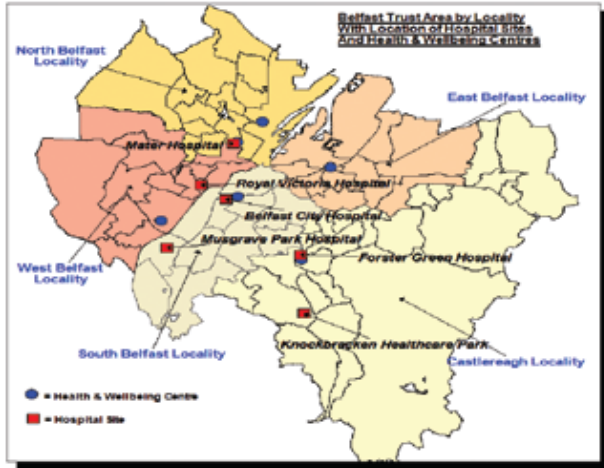 Belfast Trust Area by Locality
With Location of Hospital Sites
And Health & Wellbeing Centres
North Belfast
Locality
East Belfast Locality
Mater Hospital
Royal Victoria Hospital
Belfast City Hospital
Musgrave Park Hospital
Forster Green Hospital
West Belfast
Locality
South Belfast Locality
Knockbracken Healthcare Park
Castlereagh Locality
= Health & Wellbeing Centre
= Hospital Site